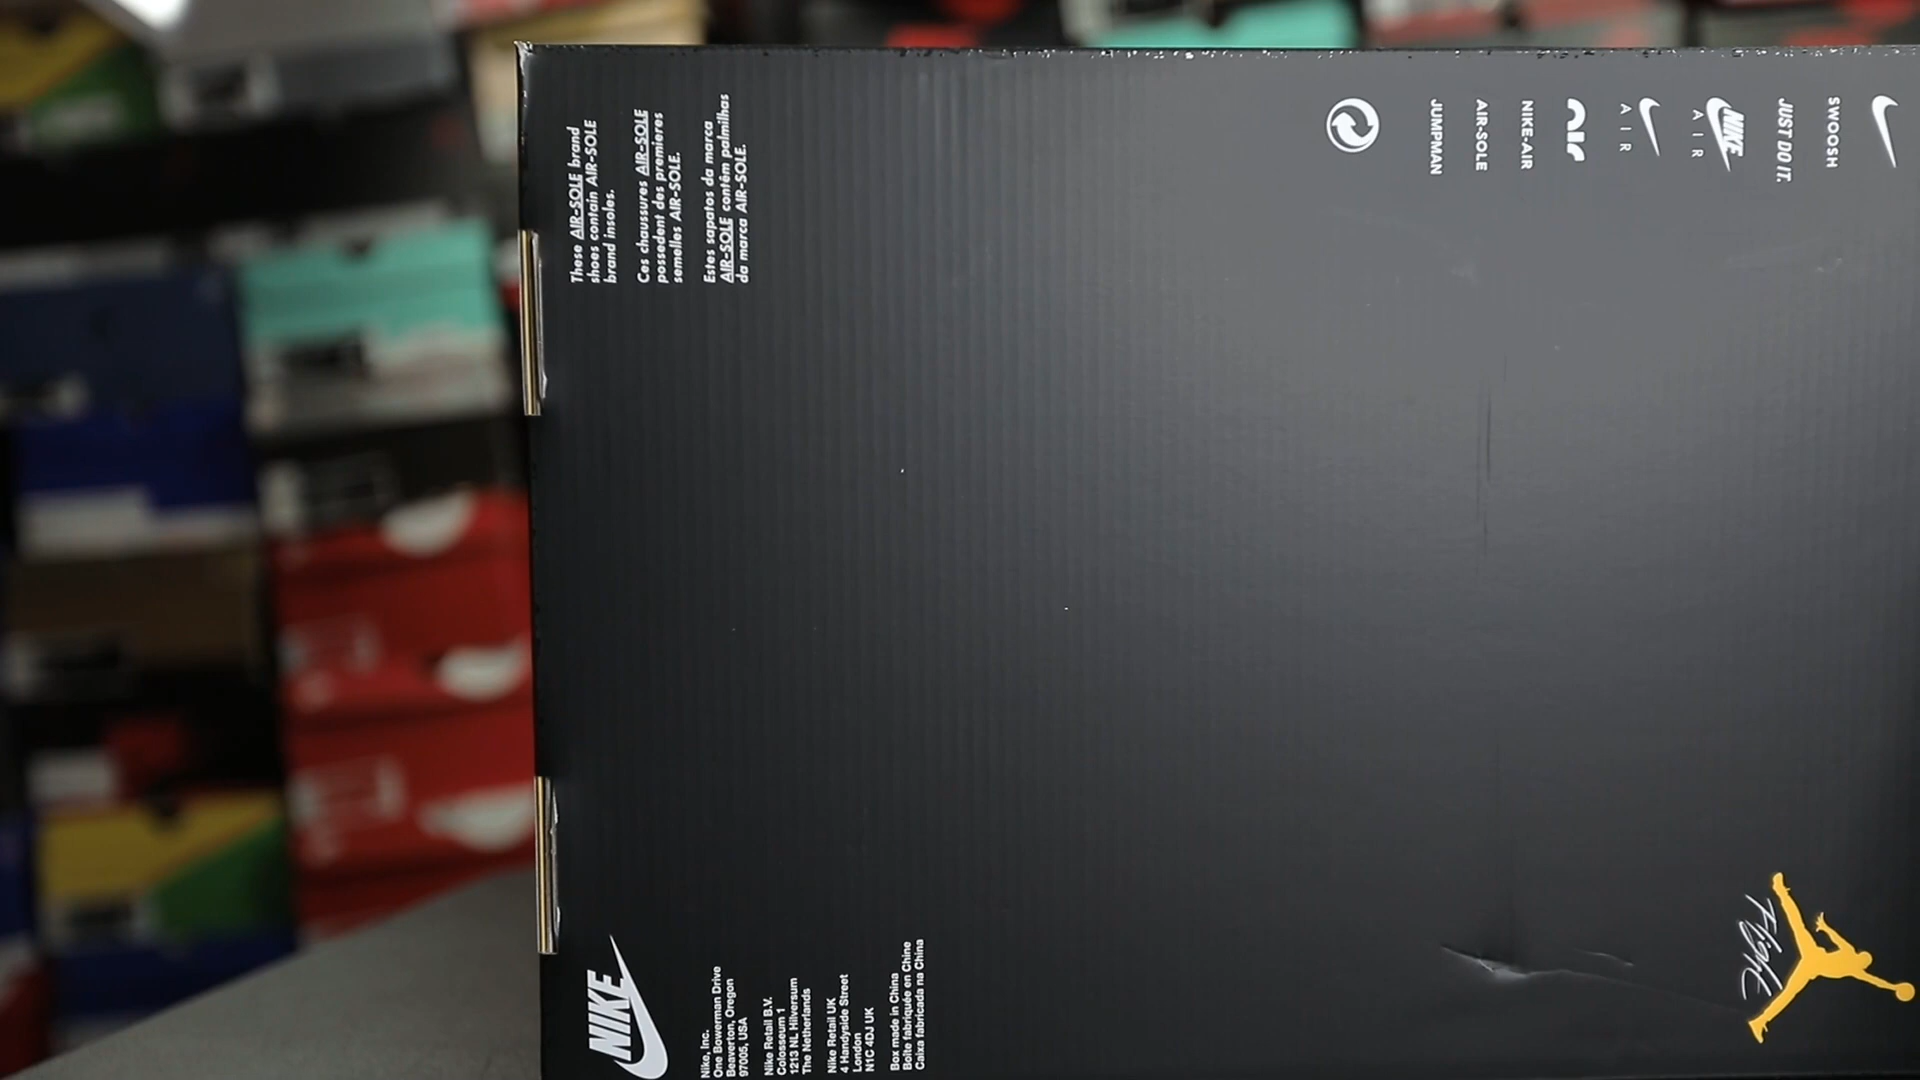 These AIR-SOLE brand
shoes contain AIR-SOLE
brand insoles.
Ces chaussures AIR-SOLE
possedent des premieres
semelles AIR-SOLE.
Estes sapatos da marca
AIR-SOLE contêm palmilhas
da marca AIR-SOLE.
SWOOSH
JUST DO IT.
NIKE
AIR
AIR
air
NIKE-AIR
AIR-SOLE
JUMPMAN
NIKE
Nike, Inc.
One Bowerman Drive
Beaverton, Oregon
97005, USA
Nike Retail B.V.
Colosseum 1
1213 NL Hilversum
The Netherlands
Nike Retail UK
4 Handyside Street
London
N1C 4DJ UK
Box made in China
Boîte fabriquée en Chine
Caixa fabricada na China
Flight